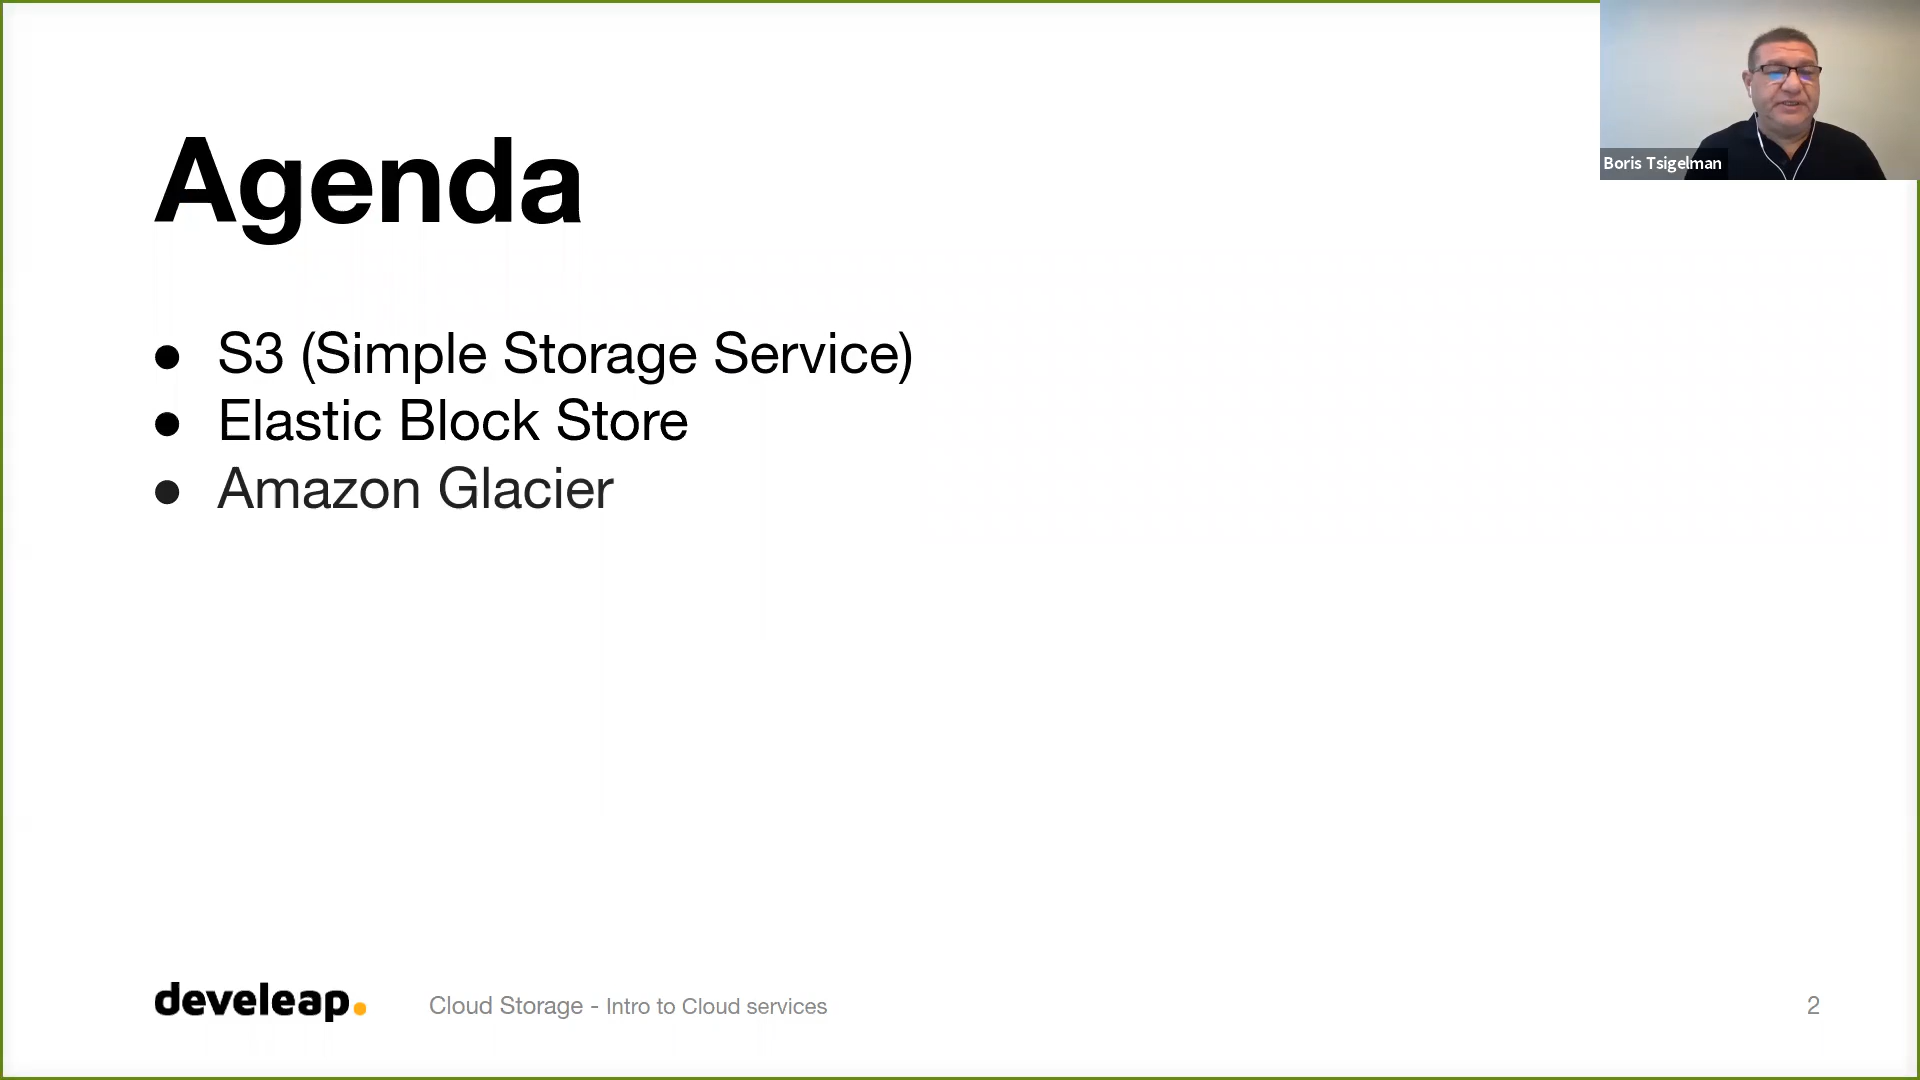 Agenda
Boris Tsigelman
● S3 (Simple Storage Service)
● Elastic Block Store
● Amazon Glacier
develeap.
Cloud Storage - Intro to Cloud services
2